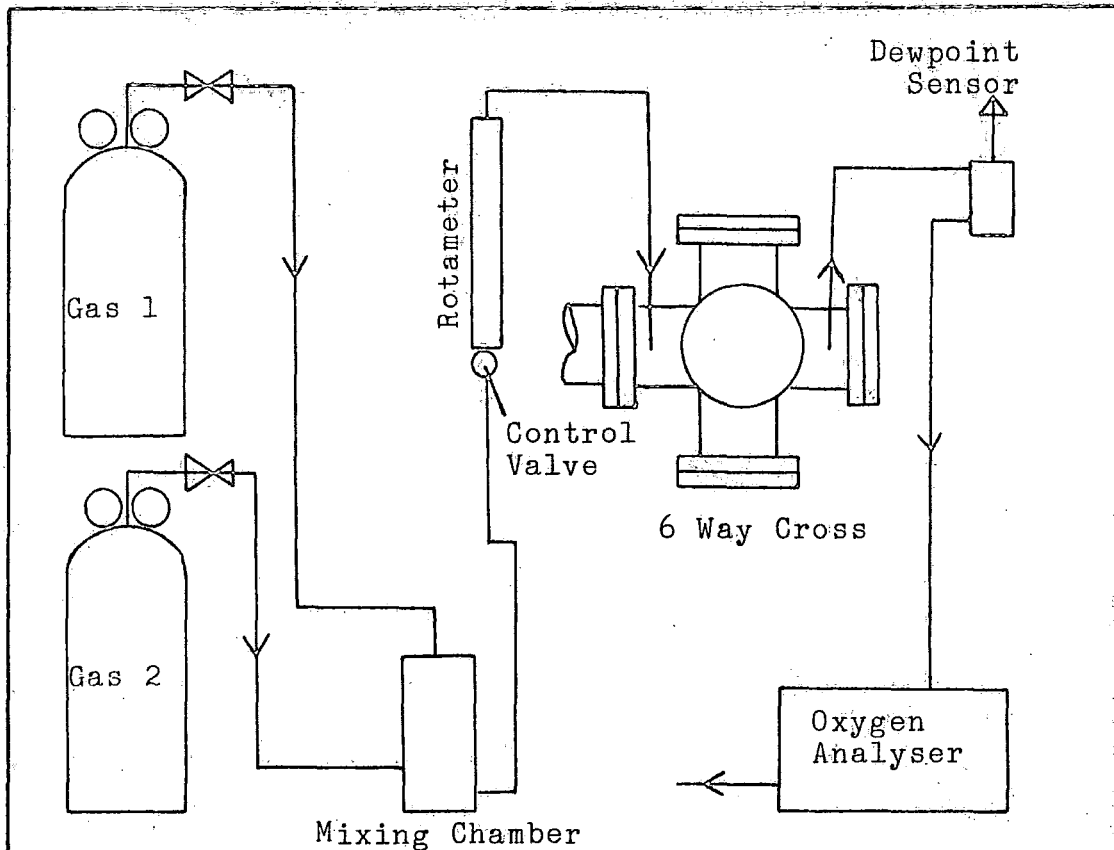 Dewpoint
Sensor
Gas 1
Rotameter
Control
Valve
6 Way Cross
Gas 2
Oxygen
Analyser
Mixing Chamber